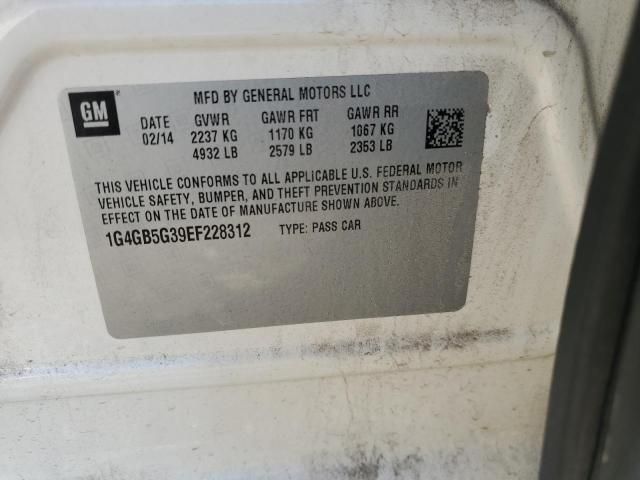 GM
MFD BY GENERAL MOTORS LLC
DATE GVWR GAWR FRT GAWR RR
02/14 2237 KG 1170 KG 1067 KG
4932 LB 2579 LB 2353 LB
THIS VEHICLE CONFORMS TO ALL APPLICABLE U.S. FEDERAL MOTOR
VEHICLE SAFETY, BUMPER, AND THEFT PREVENTION STANDARDS IN
EFFECT ON THE DATE OF MANUFACTURE SHOWN ABOVE.
1G4GB5G39EF228312 TYPE: PASS CAR